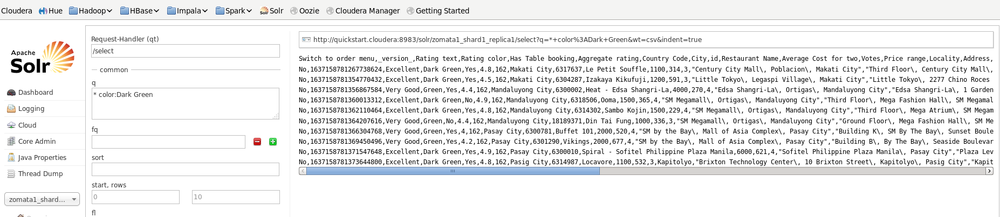 Cloudera Hue Hadoop HBase Impala Spark Solr Oozie Cloudera Manager Getting Started
Apache
Solr
Dashboard
Logging
Cloud
Core Admin
Java Properties
Thread Dump
zomata1_shard...
Request-Handler (qt)
/select
common
q
* color:Dark Green
fq
sort
start, rows
0 10
fl
http://quickstart.cloudera:8983/solr/zomata1_shard1_replica1/select?q=*+color%3ADark+Green&wt=csv&indent=true
Switch to order menu,_version_,Rating text,Rating color,Has Table booking,Aggregate rating,Country Code,City,id,Restaurant Name,Average Cost for two,Votes,Price range,Locality,Address,
No,1637158781267738624,Excellent,Dark Green,Yes,4.8,162,Makati City,6317637,Le Petit Souffle,1100,314,3,"Century City Mall\, Poblacion\, Makati City","Third Floor\, Century City Mall\,
No,1637158781354770432,Excellent,Dark Green,Yes,4.5,162,Makati City,6304287,Izakaya Kikufuji,1200,591,3,"Little Tokyo\, Legaspi Village\, Makati City","Little Tokyo\, 2277 Chino Roces
No,1637158781356867584,Very Good,Green,Yes,4.4,162,Mandaluyong City,6300002,Heat - Edsa Shangri-La,4000,270,4,"Edsa Shangri-La\, Ortigas\, Mandaluyong City","Edsa Shangri-La\, 1 Garden
No,1637158781360013312,Excellent,Dark Green,No,4.9,162,Mandaluyong City,6318506,Ooma,1500,365,4,"SM Megamall\, Ortigas\, Mandaluyong City","Third Floor\, Mega Fashion Hall\, SM Megamal
No,1637158781362110464,Excellent,Dark Green,Yes,4.8,162,Mandaluyong City,6314302,Sambo Kojin,1500,229,4,"SM Megamall\, Ortigas\, Mandaluyong City","Third Floor\, Mega Atrium\, SM Megam
No,1637158781364207616,Very Good,Green,No,4.4,162,Mandaluyong City,18189371,Din Tai Fung,1000,336,3,"SM Megamall\, Ortigas\, Mandaluyong City","Ground Floor\, Mega Fashion Hall\, SM Me
No,1637158781366304768,Very Good,Green,Yes,4,162,Pasay City,6300781,Buffet 101,2000,520,4,"SM by the Bay\, Mall of Asia Complex\, Pasay City","Building K\, SM By The Bay\, Sunset Boule
No,1637158781369450496,Very Good,Green,Yes,4.2,162,Pasay City,6301290,Vikings,2000,677,4,"SM by the Bay\, Mall of Asia Complex\, Pasay City","Building B\, By The Bay\, Seaside Boulevar
No,1637158781371547648,Excellent,Dark Green,Yes,4.9,162,Pasay City,6300010,Spiral - Sofitel Philippine Plaza Manila,6000,621,4,"Sofitel Philippine Plaza Manila\, Pasay City","Plaza Lev
No,1637158781373644800,Excellent,Dark Green,Yes,4.8,162,Pasig City,6314987,Locavore,1100,532,3,Kapitolyo,"Brixton Technology Center\, 10 Brixton Street\, Kapitolyo\, Pasig City","Kapit